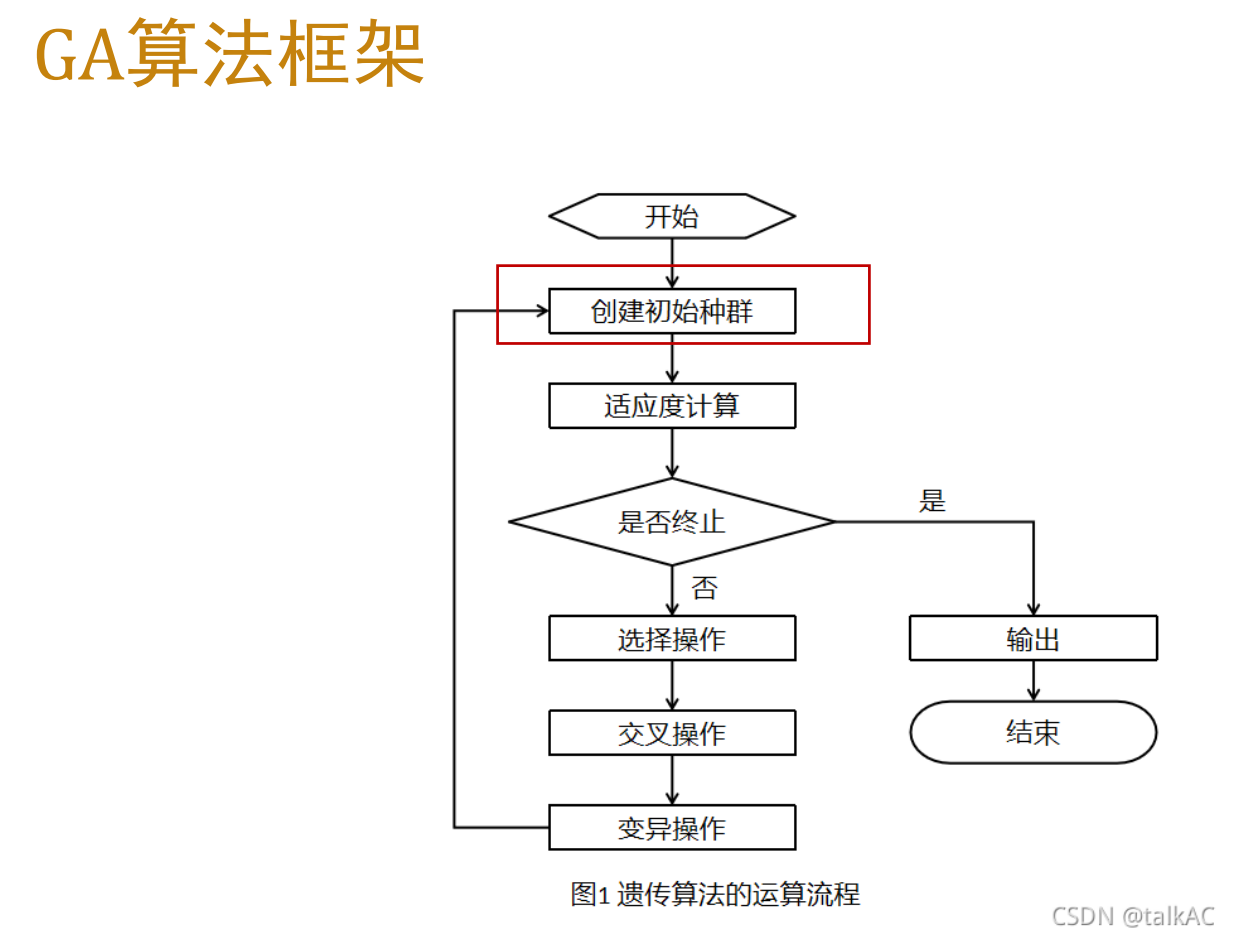 GA算法框架
开始
创建初始种群
适应度计算
是否终止
是
否
选择操作
输出
交叉操作
结束
变异操作
图1 遗传算法的运算流程
CSDN @talkAC